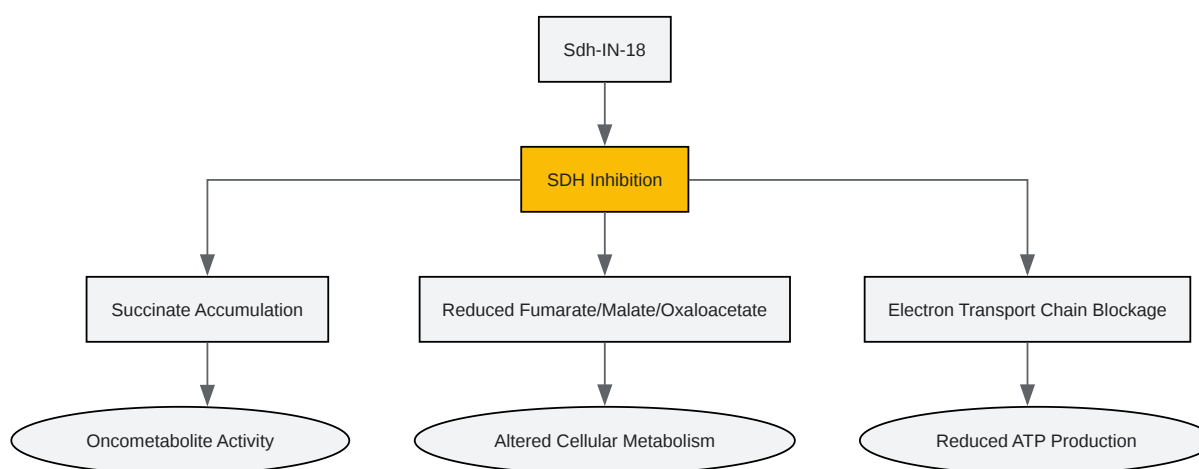 Sdh-IN-18
SDH Inhibition
Succinate Accumulation
Reduced Fumarate/Malate/Oxaloacetate
Electron Transport Chain Blockage
Oncometabolite Activity
Altered Cellular Metabolism
Reduced ATP Production